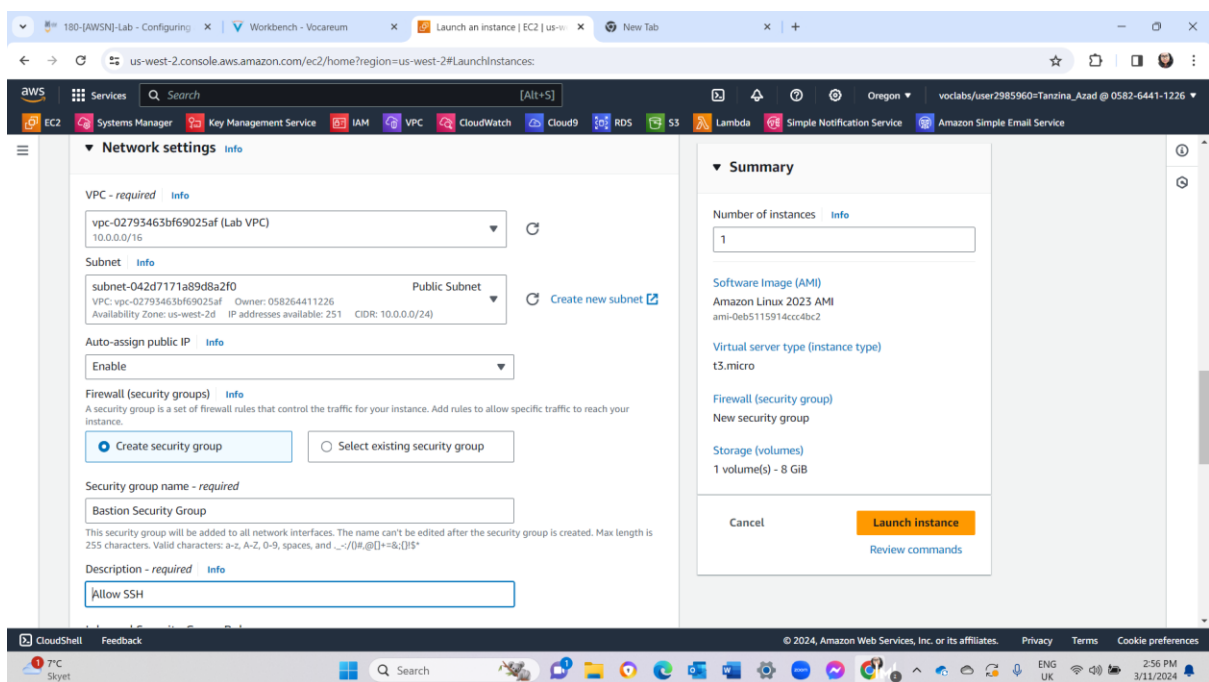 180-[AWSN]-Lab - Configuring
Workbench - Vocareum
Launch an instance | EC2 | us-w
New Tab
us-west-2.console.aws.amazon.com/ec2/home?region=us-west-2#LaunchInstances:
aws
Services
Search
[Alt+S]
Oregon
voclabs/user2985960=Tanzina_Azad @ 0582-6441-1226
EC2
Systems Manager
Key Management Service
IAM
VPC
CloudWatch
Cloud9
RDS
S3
Lambda
Simple Notification Service
Amazon Simple Email Service
Network settings Info
VPC - required Info
vpc-02793463bf69025af (Lab VPC)
10.0.0.0/16
Subnet Info
subnet-042d7171a89d8a2f0 Public Subnet
VPC: vpc-02793463bf69025af Owner: 058264411226
Availability Zone: us-west-2d IP addresses available: 251 CIDR: 10.0.0.0/24)
Create new subnet
Auto-assign public IP Info
Enable
Firewall (security groups) Info
A security group is a set of firewall rules that control the traffic for your instance. Add rules to allow specific traffic to reach your
instance.
Create security group
Select existing security group
Security group name - required
Bastion Security Group
This security group will be added to all network interfaces. The name can't be edited after the security group is created. Max length is
255 characters. Valid characters: a-z, A-Z, 0-9, spaces, and ._-:/()#,@[]+=&;{}!$*
Description - required Info
Allow SSH
Summary
Number of instances Info
1
Software Image (AMI)
Amazon Linux 2023 AMI
ami-0eb5115914ccc4bc2
Virtual server type (instance type)
t3.micro
Firewall (security group)
New security group
Storage (volumes)
1 volume(s) - 8 GiB
Cancel
Launch instance
Review commands
CloudShell
Feedback
© 2024, Amazon Web Services, Inc. or its affiliates.
Privacy
Terms
Cookie preferences
1
7°C
Skyet
Search
ENG
UK
2:56 PM
3/11/2024